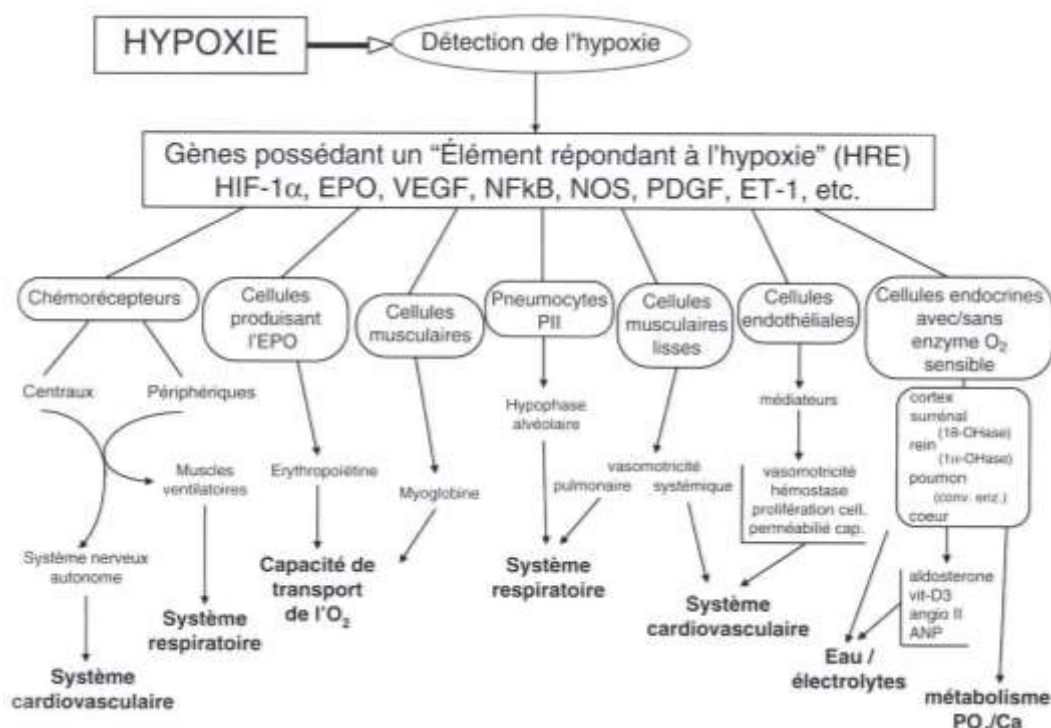 HYPOXIE
Détection de l'hypoxie
Gènes possédant un “Élément répondant à l'hypoxie” (HRE)
HIF-1α, EPO, VEGF, NFkB, NOS, PDGF, ET-1, etc.
Chémorécepteurs
Cellules
produisant
l'EPO
Cellules
musculaires
Pneumocytes
PII
Cellules
musculaires
lisses
Cellules
endothéliales
Cellules endocrines
avec/sans
enzyme O2
sensible
Centraux
Périphériques
Muscles
ventilatoires
Erythropoïétine
Myoglobine
Hypophase
alvéolaire
vasomotricité
pulmonaire
systémique
médiateurs
vasomotricité
hémostase
prolifération cell.
perméabilié cap.
cortex
surrénal
(18-OHase)
rein
(1α-OHase)
poumon
(conv. enz.)
coeur
Système nerveux
autonome
Système
cardiovasculaire
Système
respiratoire
Capacité de
transport
de l'O2
Système
respiratoire
Système
cardiovasculaire
aldosterone
vit-D3
angio II
ANP
Eau /
électrolytes
métabolisme
PO4/Ca